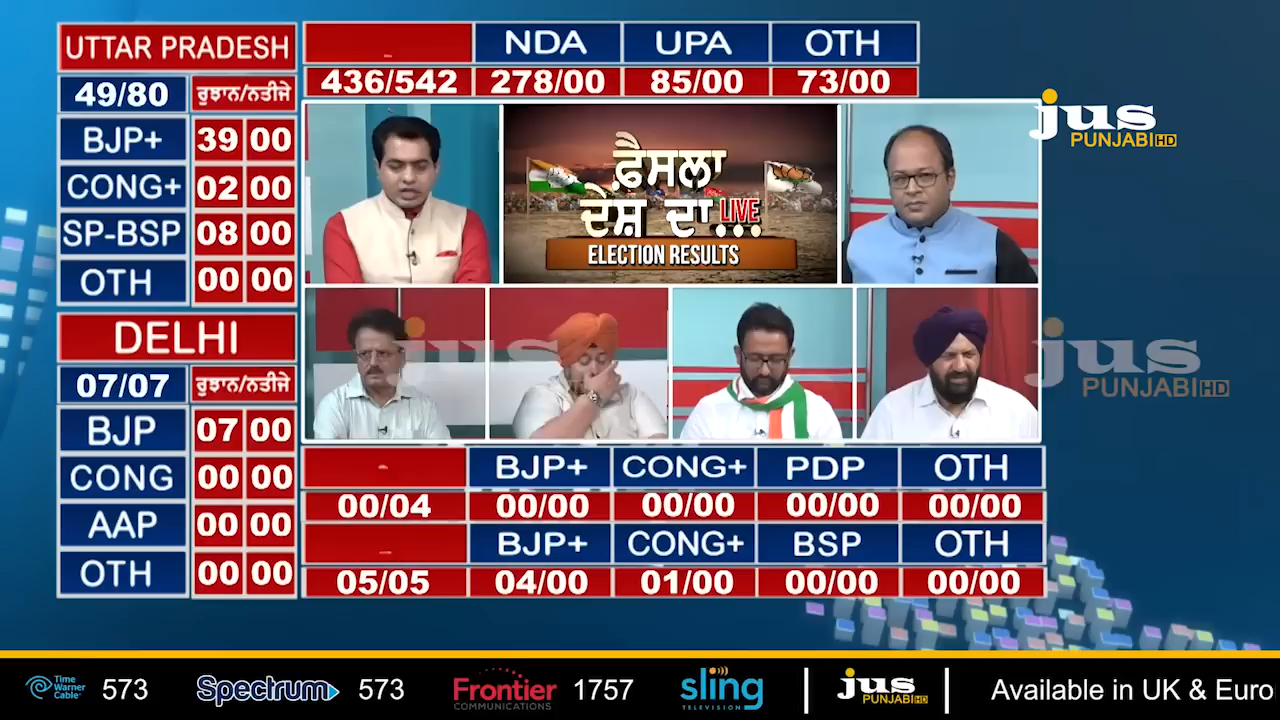 UTTAR PRADESH
49/80 ਰੁਝਾਨ/ਨਤੀਜੇ
BJP+ 39 00
CONG+ 02 00
SP-BSP 08 00
OTH 00 00
DELHI
07/07 ਰੁਝਾਨ/ਨਤੀਜੇ
BJP 07 00
CONG 00 00
AAP 00 00
OTH 00 00
NDA UPA OTH
436/542 278/00 85/00 73/00
jus
PUNJABI HD
ਫ਼ੈਸਲਾ
ਦੇਸ਼ ਦਾ... LIVE
ELECTION RESULTS
jus
jus
PUNJABI HD
BJP+ CONG+ PDP OTH
00/04 00/00 00/00 00/00 00/00
BJP+ CONG+ BSP OTH
05/05 04/00 01/00 00/00 00/00
Time Warner Cable 573 Spectrum 573 Frontier COMMUNICATIONS 1757 sling TELEVISION jus PUNJABI HD Available in UK & Euro